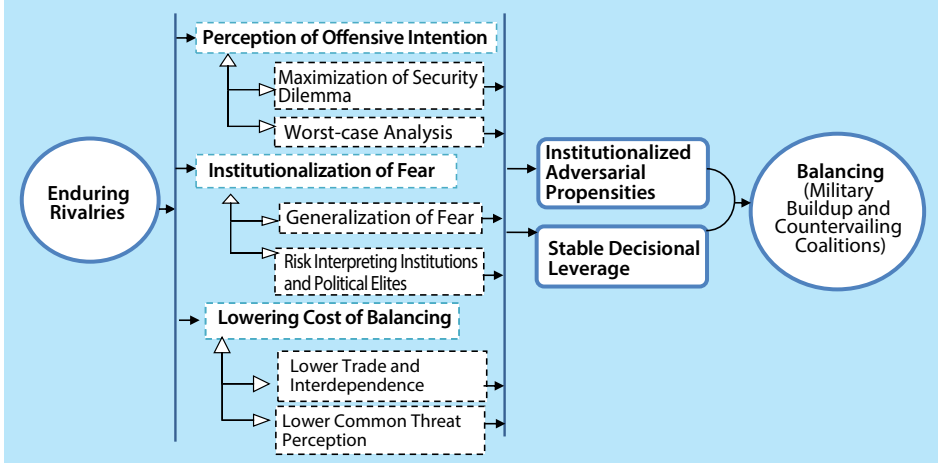 Enduring
Rivalries
Perception of Offensive Intention
Maximization of Security
Dilemma
Worst-case Analysis
Institutionalization of Fear
Generalization of Fear
Risk Interpreting Institutions
and Political Elites
Lowering Cost of Balancing
Lower Trade and
Interdependence
Lower Common Threat
Perception
Institutionalized
Adversarial
Propensities
Stable Decisional
Leverage
Balancing
(Military
Buildup and
Countervailing
Coalitions)